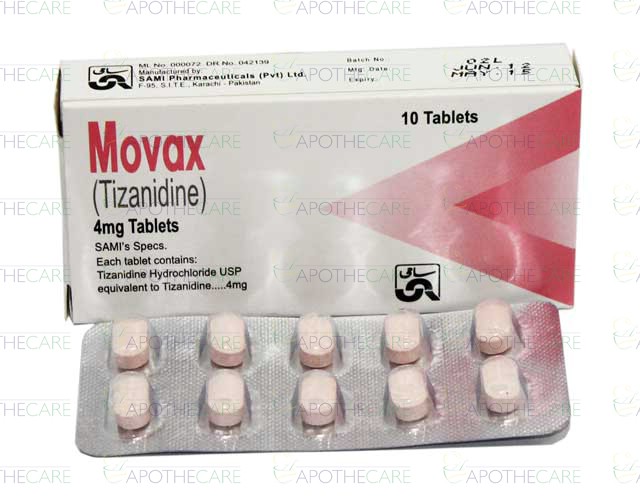 ML No. 000072 DR No. 042139
Manufactured by:
SAMI Pharmaceuticals (Pvt) Ltd.
F-95, S.I.T.E., Karachi - Pakistan
Batch No.
Mfg. Date
Expiry:
02L
JUN-12
MAY-15
10 Tablets
Movax
(Tizanidine)
4mg Tablets
SAMI's Specs.
Each tablet contains:
Tizanidine Hydrochloride USP
equivalent to Tizanidine.....4mg
APOTHECARE